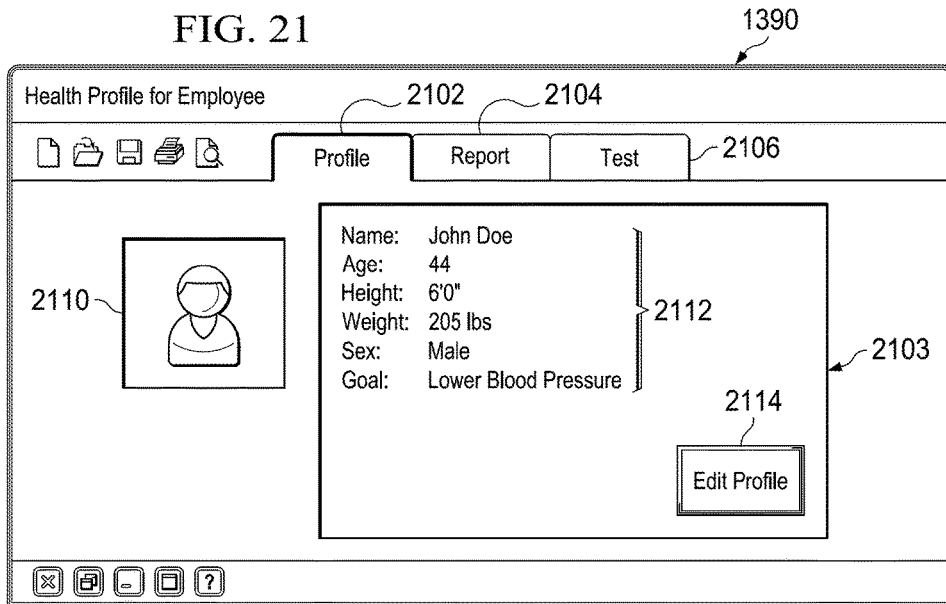 FIG. 21
1390
Health Profile for Employee
2102
2104
Profile
Report
Test
2106
2110
Name: John Doe
Age: 44
Height: 6'0"
Weight: 205 lbs
Sex: Male
Goal: Lower Blood Pressure
2112
2103
2114
Edit Profile
?